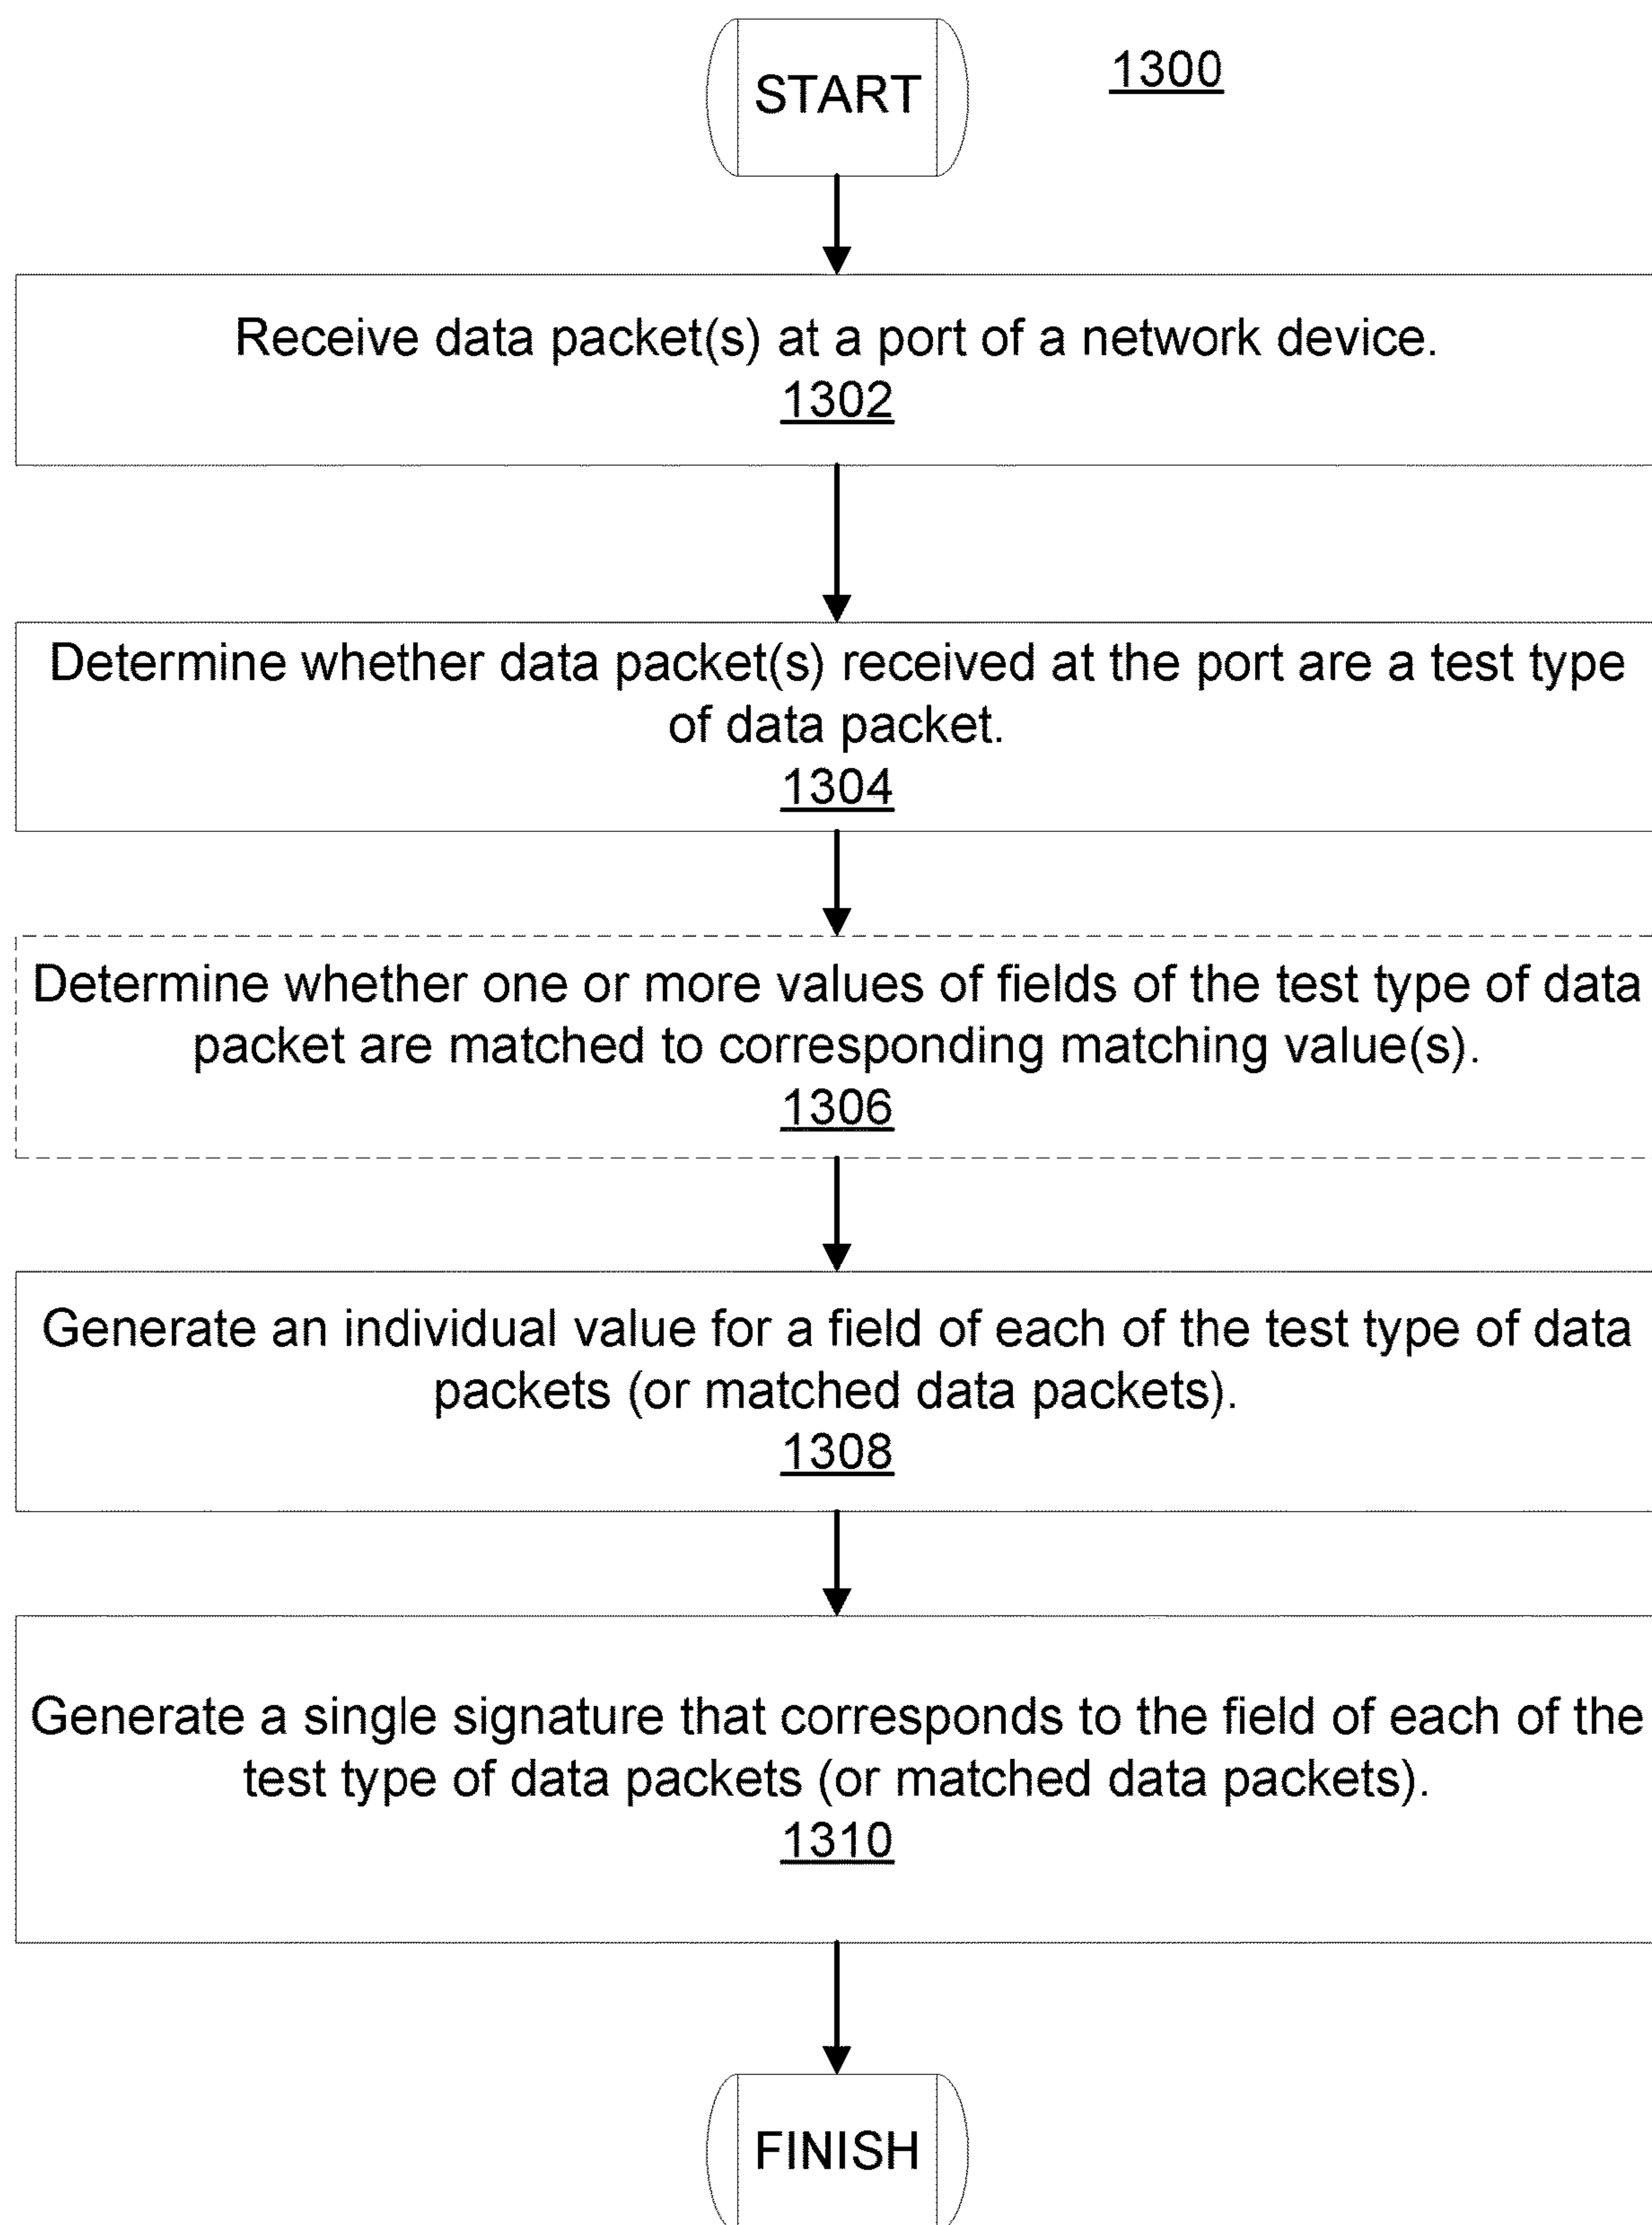 START
1300
Receive data packet(s) at a port of a network device.
1302
Determine whether data packet(s) received at the port are a test type
of data packet.
1304
Determine whether one or more values of fields of the test type of data
packet are matched to corresponding matching value(s).
1306
Generate an individual value for a field of each of the test type of data
packets (or matched data packets).
1308
Generate a single signature that corresponds to the field of each of the
test type of data packets (or matched data packets).
1310
FINISH